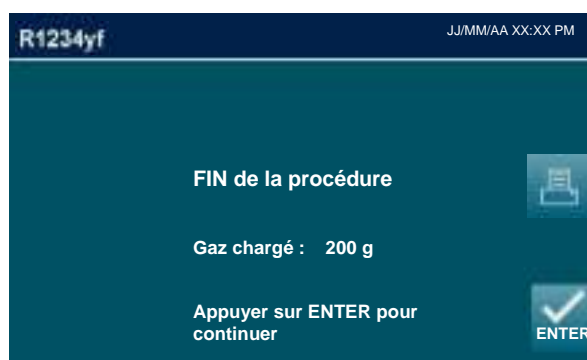 R1234yf
JJ/MM/AA XX:XX PM
FIN de la procédure
Gaz chargé : 200 g
Appuyer sur ENTER pour
continuer
ENTER